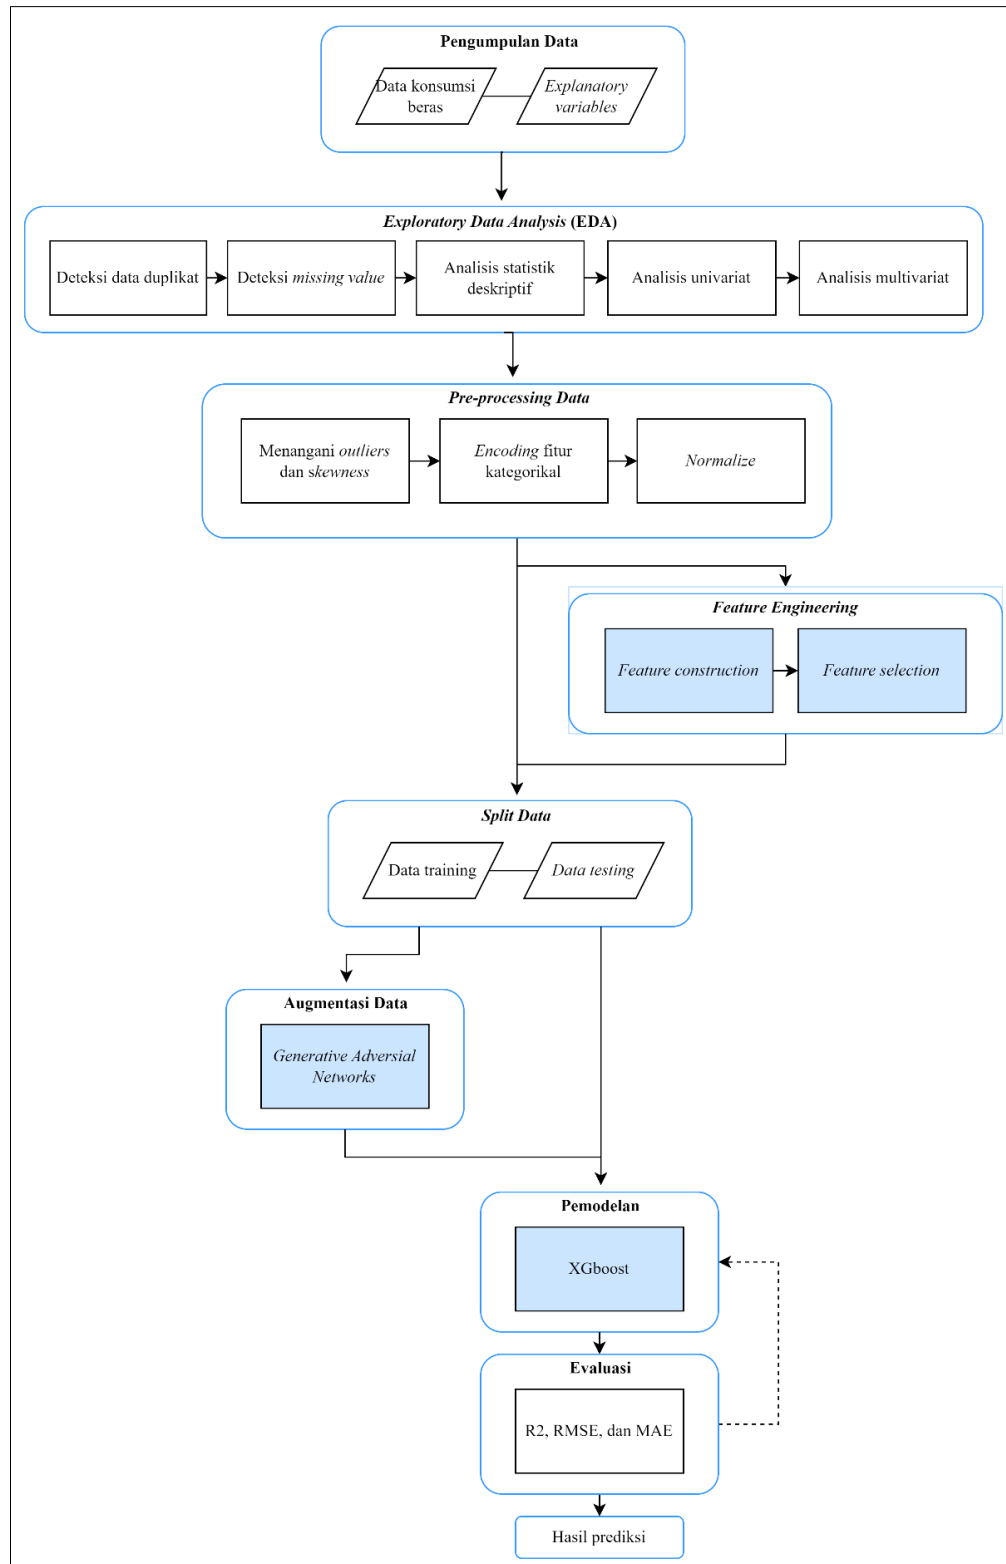 Pengumpulan Data
Data konsumsi
beras
Explanatory
variables
Exploratory Data Analysis (EDA)
Deteksi data duplikat
Deteksi missing value
Analisis statistik
deskriptif
Analisis univariat
Analisis multivariat
Pre-processing Data
Menangani outliers
dan skewness
Encoding fitur
kategorikal
Normalize
Feature Engineering
Feature construction
Feature selection
Split Data
Data training
Data testing
Augmentasi Data
Generative Adversial
Networks
Pemodelan
XGboost
Evaluasi
R2, RMSE, dan MAE
Hasil prediksi